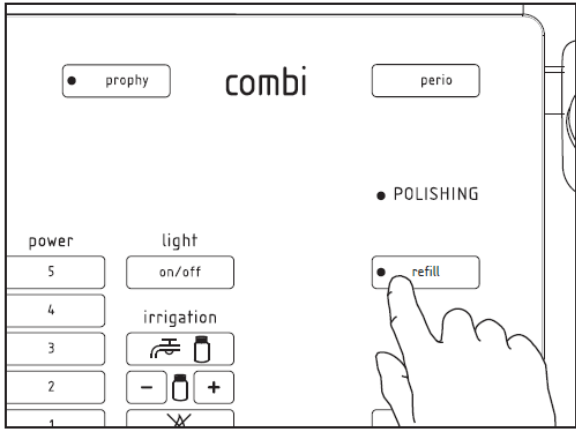 prophy combi perio
POLISHING
power light
5 on/off refill
4 irrigation
3
2 - +
1